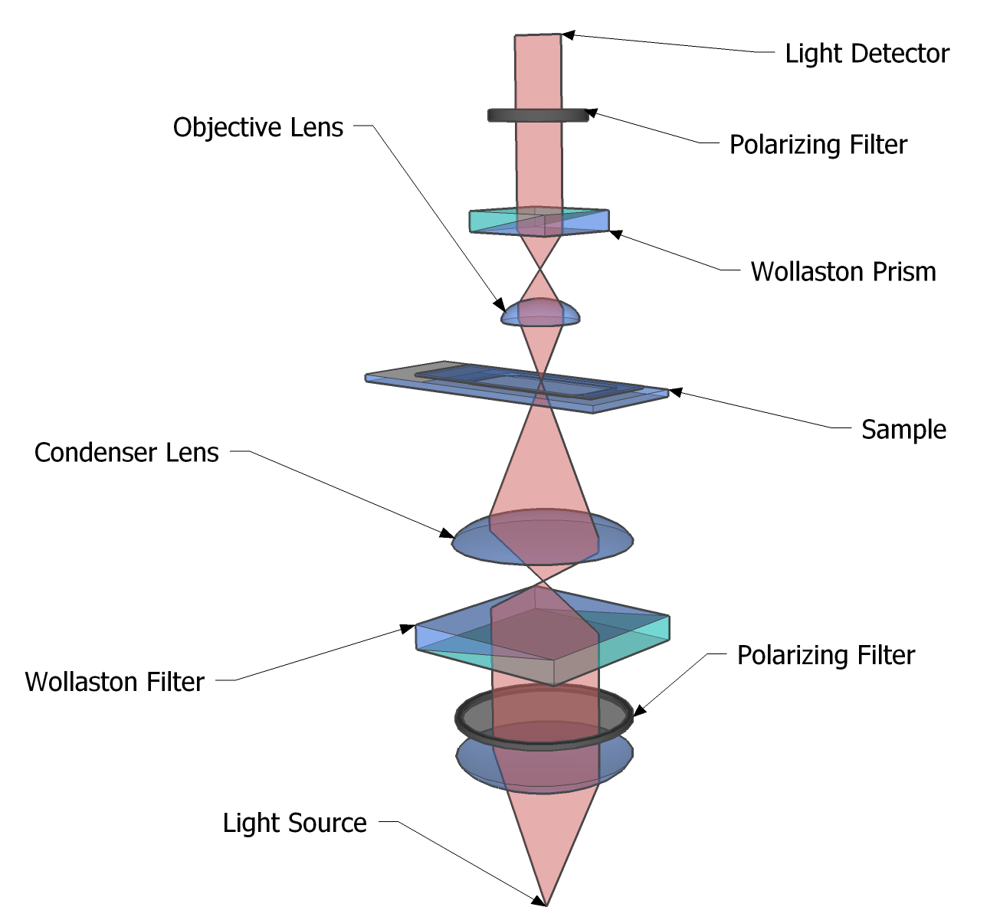 Light Detector
Objective Lens
Polarizing Filter
Wollaston Prism
Sample
Condenser Lens
Polarizing Filter
Wollaston Filter
Light Source